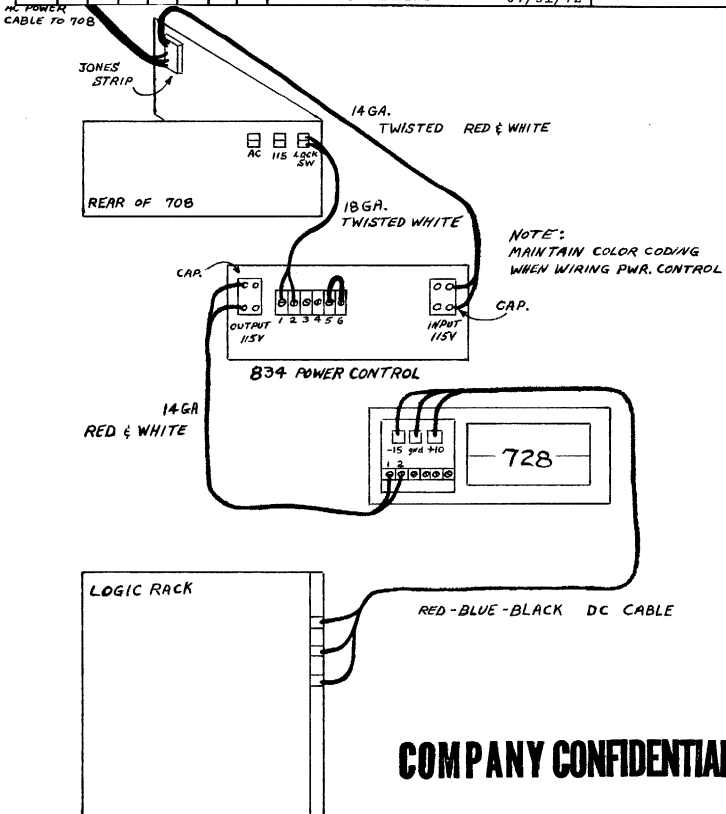 AC POWER
CABLE TO 708
JONES
STRIP
14 GA.
TWISTED RED & WHITE
AC 115 LOCK
SW
REAR OF 708
18 GA.
TWISTED WHITE
NOTE:
MAINTAIN COLOR CODING
WHEN WIRING PWR. CONTROL
CAP.
CAP.
1 2 3 4 5 6
OUTPUT
115V
INPUT
115V
834 POWER CONTROL
14 GA
RED & WHITE
-15 gnd +10
1 2
728
LOGIC RACK
RED-BLUE-BLACK DC CABLE
COMPANY CONFIDENTIAL